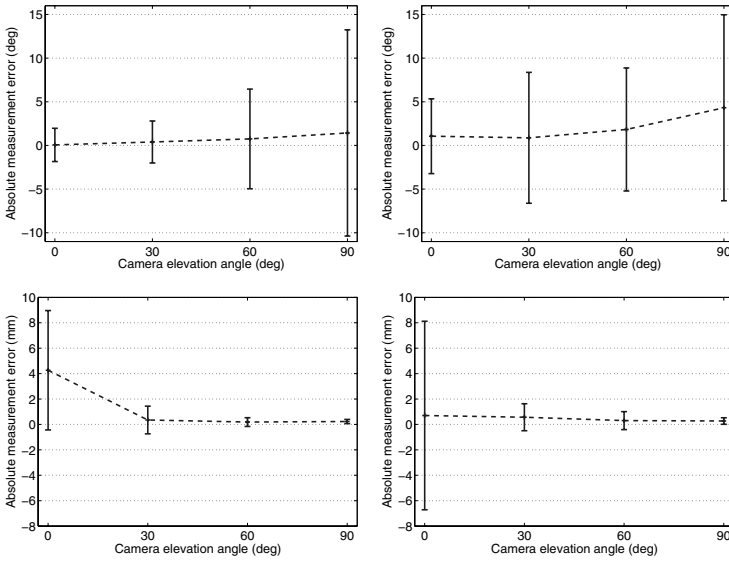 15
10
5
0
−5
−10
0 30 60 90
Camera elevation angle (deg)
Absolute measurement error (deg)
15
10
5
0
−5
−10
0 30 60 90
Camera elevation angle (deg)
Absolute measurement error (deg)
10
8
6
4
2
0
−2
−4
−6
−8
0 30 60 90
Camera elevation angle (deg)
Absolute measurement error (mm)
10
8
6
4
2
0
−2
−4
−6
−8
0 30 60 90
Camera elevation angle (deg)
Absolute measurement error (mm)